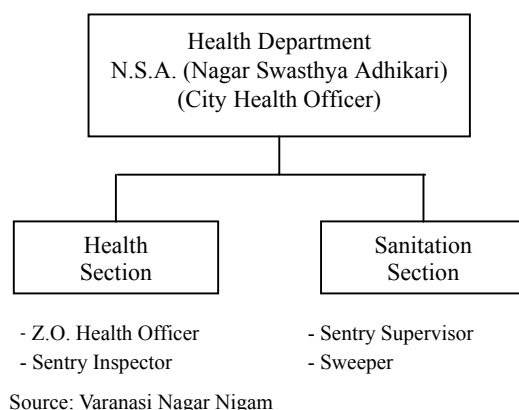 Health Department
N.S.A. (Nagar Swasthya Adhikari)
(City Health Officer)
Health
Section
Sanitation
Section
- Z.O. Health Officer
- Sentry Inspector
- Sentry Supervisor
- Sweeper
Source: Varanasi Nagar Nigam